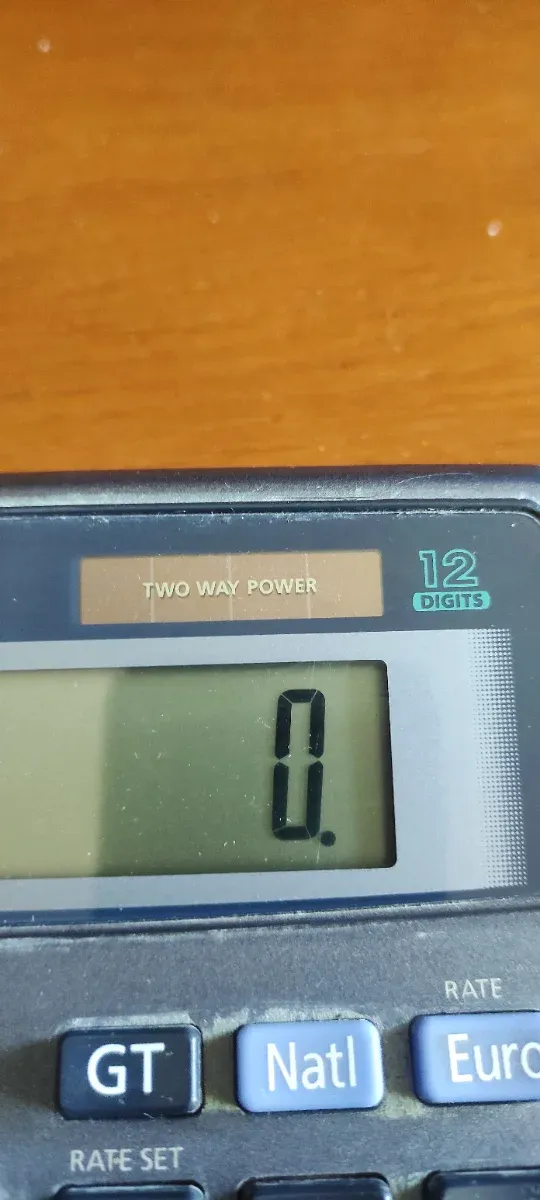 TWO WAY POWER
12
DIGITS
0.
RATE
GT Natl Euro
RATE SET